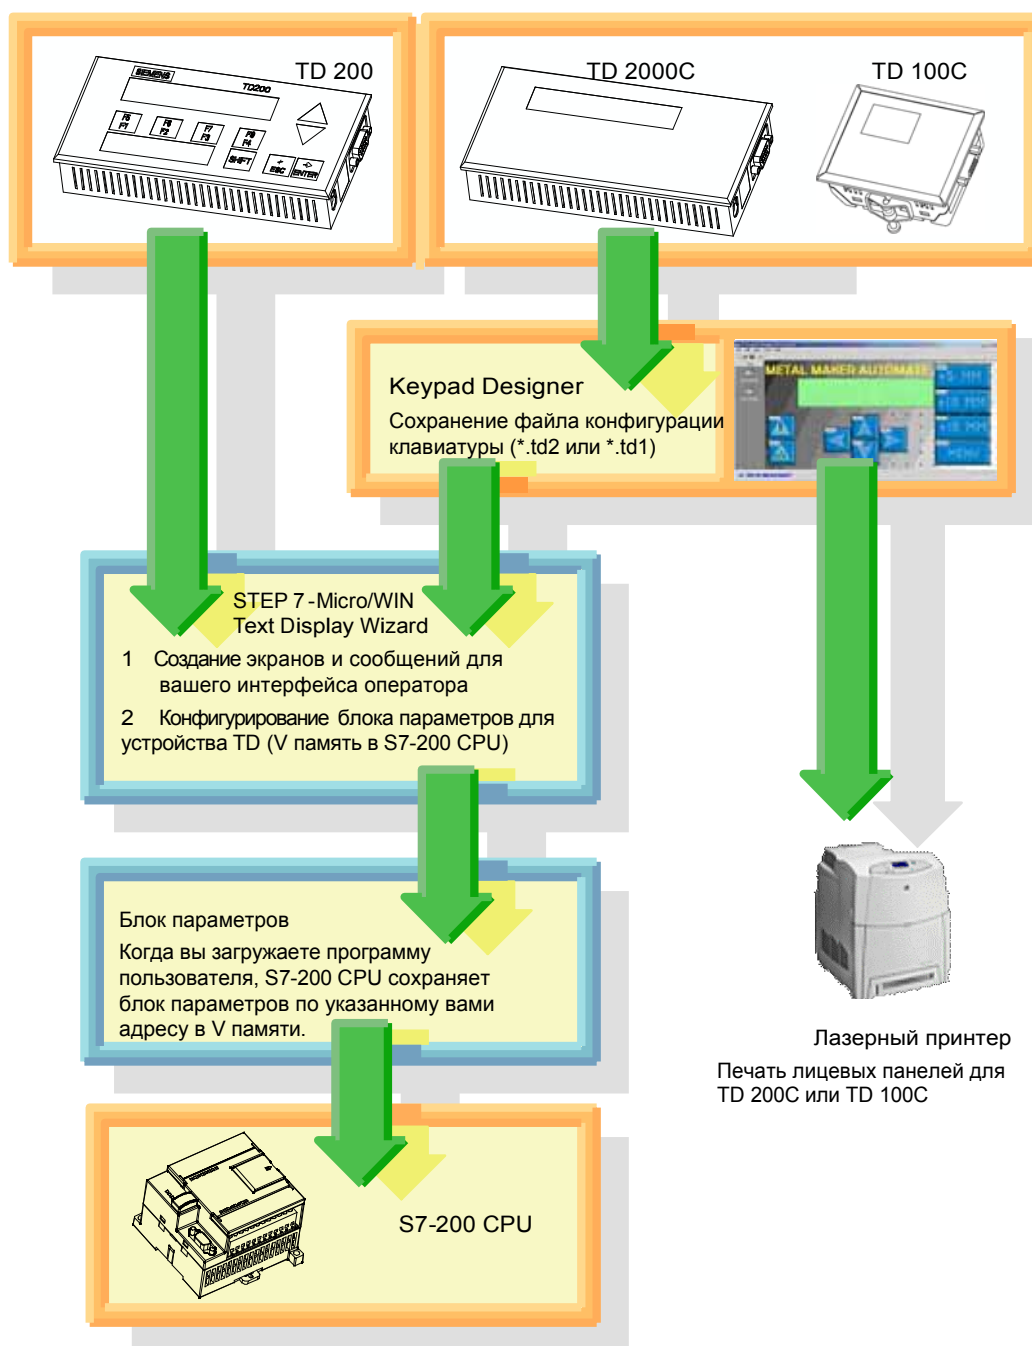 TD 200
TD 2000C
TD 100C
SIEMENS
TD200
F5
F1
F6
F2
F7
F3
F8
F4
SHIFT
ESC
ENTER
Keypad Designer
Сохранение файла конфигурации
клавиатуры (*.td2 или *.td1)
METAL MAKER AUTOMATE
STEP 7-Micro/WIN
Text Display Wizard
1 Создание экранов и сообщений для
вашего интерфейса оператора
2 Конфигурирование блока параметров для
устройства TD (V память в S7-200 CPU)
Блок параметров
Когда вы загружаете программу
пользователя, S7-200 CPU сохраняет
блок параметров по указанному вами
адресу в V памяти.
Лазерный принтер
Печать лицевых панелей для
TD 200C или TD 100C
S7-200 CPU